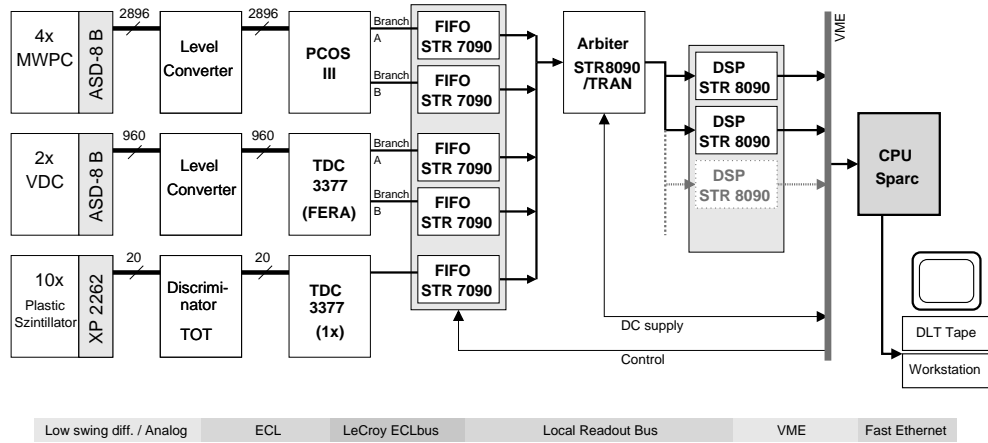 4x
MWPC
ASD-8 B
2896
Level
Converter
2896
PCOS
III
Branch
A
Branch
B
FIFO
STR 7090
FIFO
STR 7090
Arbiter
STR8090
/TRAN
DSP
STR 8090
DSP
STR 8090
DSP
STR 8090
VME
CPU
Sparc
2x
VDC
ASD-8 B
960
Level
Converter
960
TDC
3377
(FERA)
Branch
A
Branch
B
FIFO
STR 7090
FIFO
STR 7090
10x
Plastic
Szintillator
XP 2262
20
Discrimi-
nator
TOT
20
TDC
3377
(1x)
FIFO
STR 7090
DC supply
Control
DLT Tape
Workstation
Low swing diff. / Analog
ECL
LeCroy ECLbus
Local Readout Bus
VME
Fast Ethernet